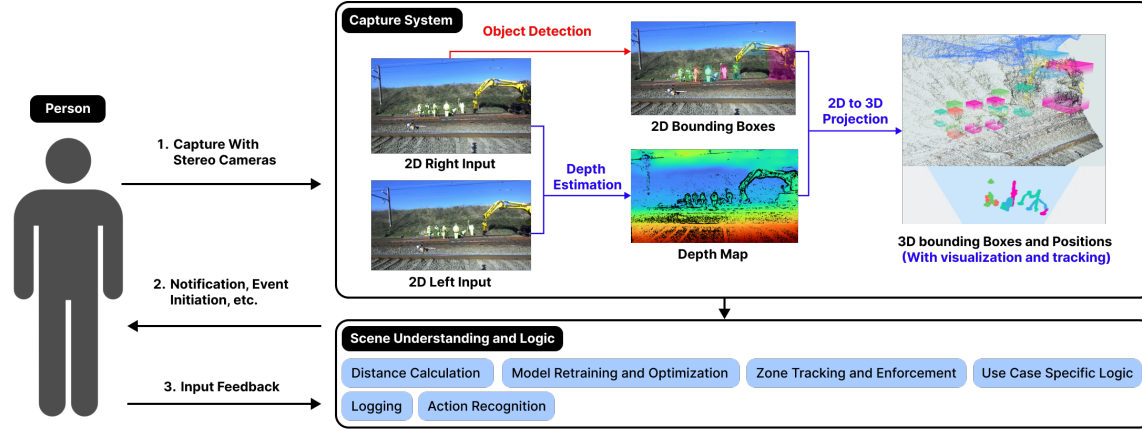 Person
1. Capture With
Stereo Cameras
2. Notification, Event
Initiation, etc.
3. Input Feedback
Capture System
Object Detection
2D Right Input
2D Left Input
Depth
Estimation
2D Bounding Boxes
Depth Map
2D to 3D
Projection
3D bounding Boxes and Positions
(With visualization and tracking)
Scene Understanding and Logic
Distance Calculation
Model Retraining and Optimization
Zone Tracking and Enforcement
Use Case Specific Logic
Logging
Action Recognition